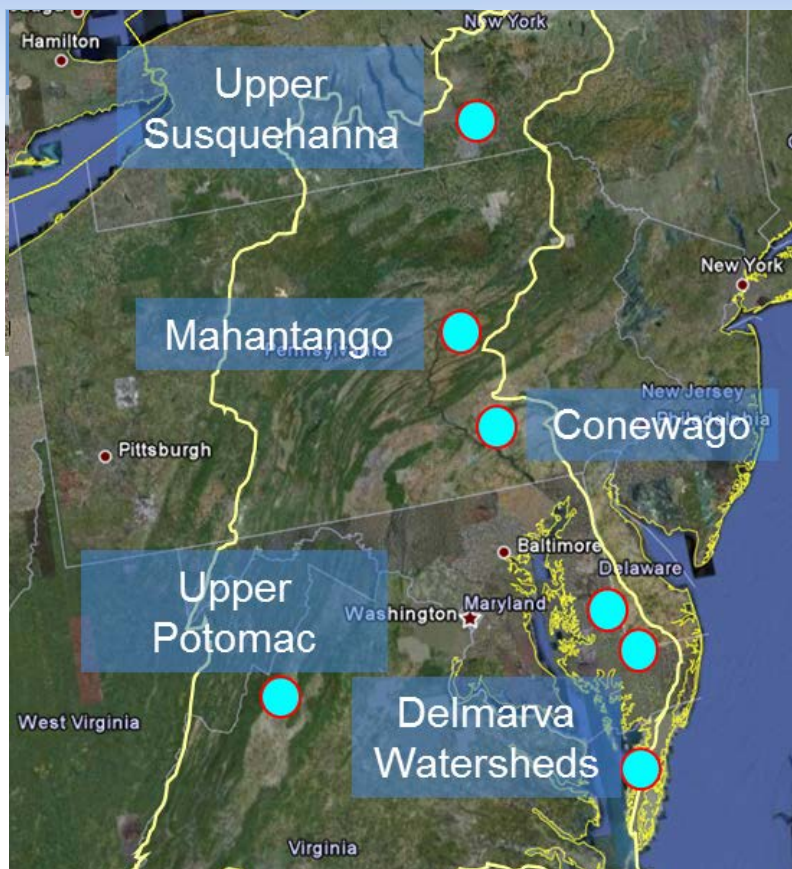 New York
Hamilton
Upper
Susquehanna
New York
Mahantango
Pennsylvania
New Jersey
Philadelphia
Conewago
Pittsburgh
Baltimore
Delaware
Upper
Potomac
Washington
Maryland
West Virginia
Delmarva
Watersheds
Virginia